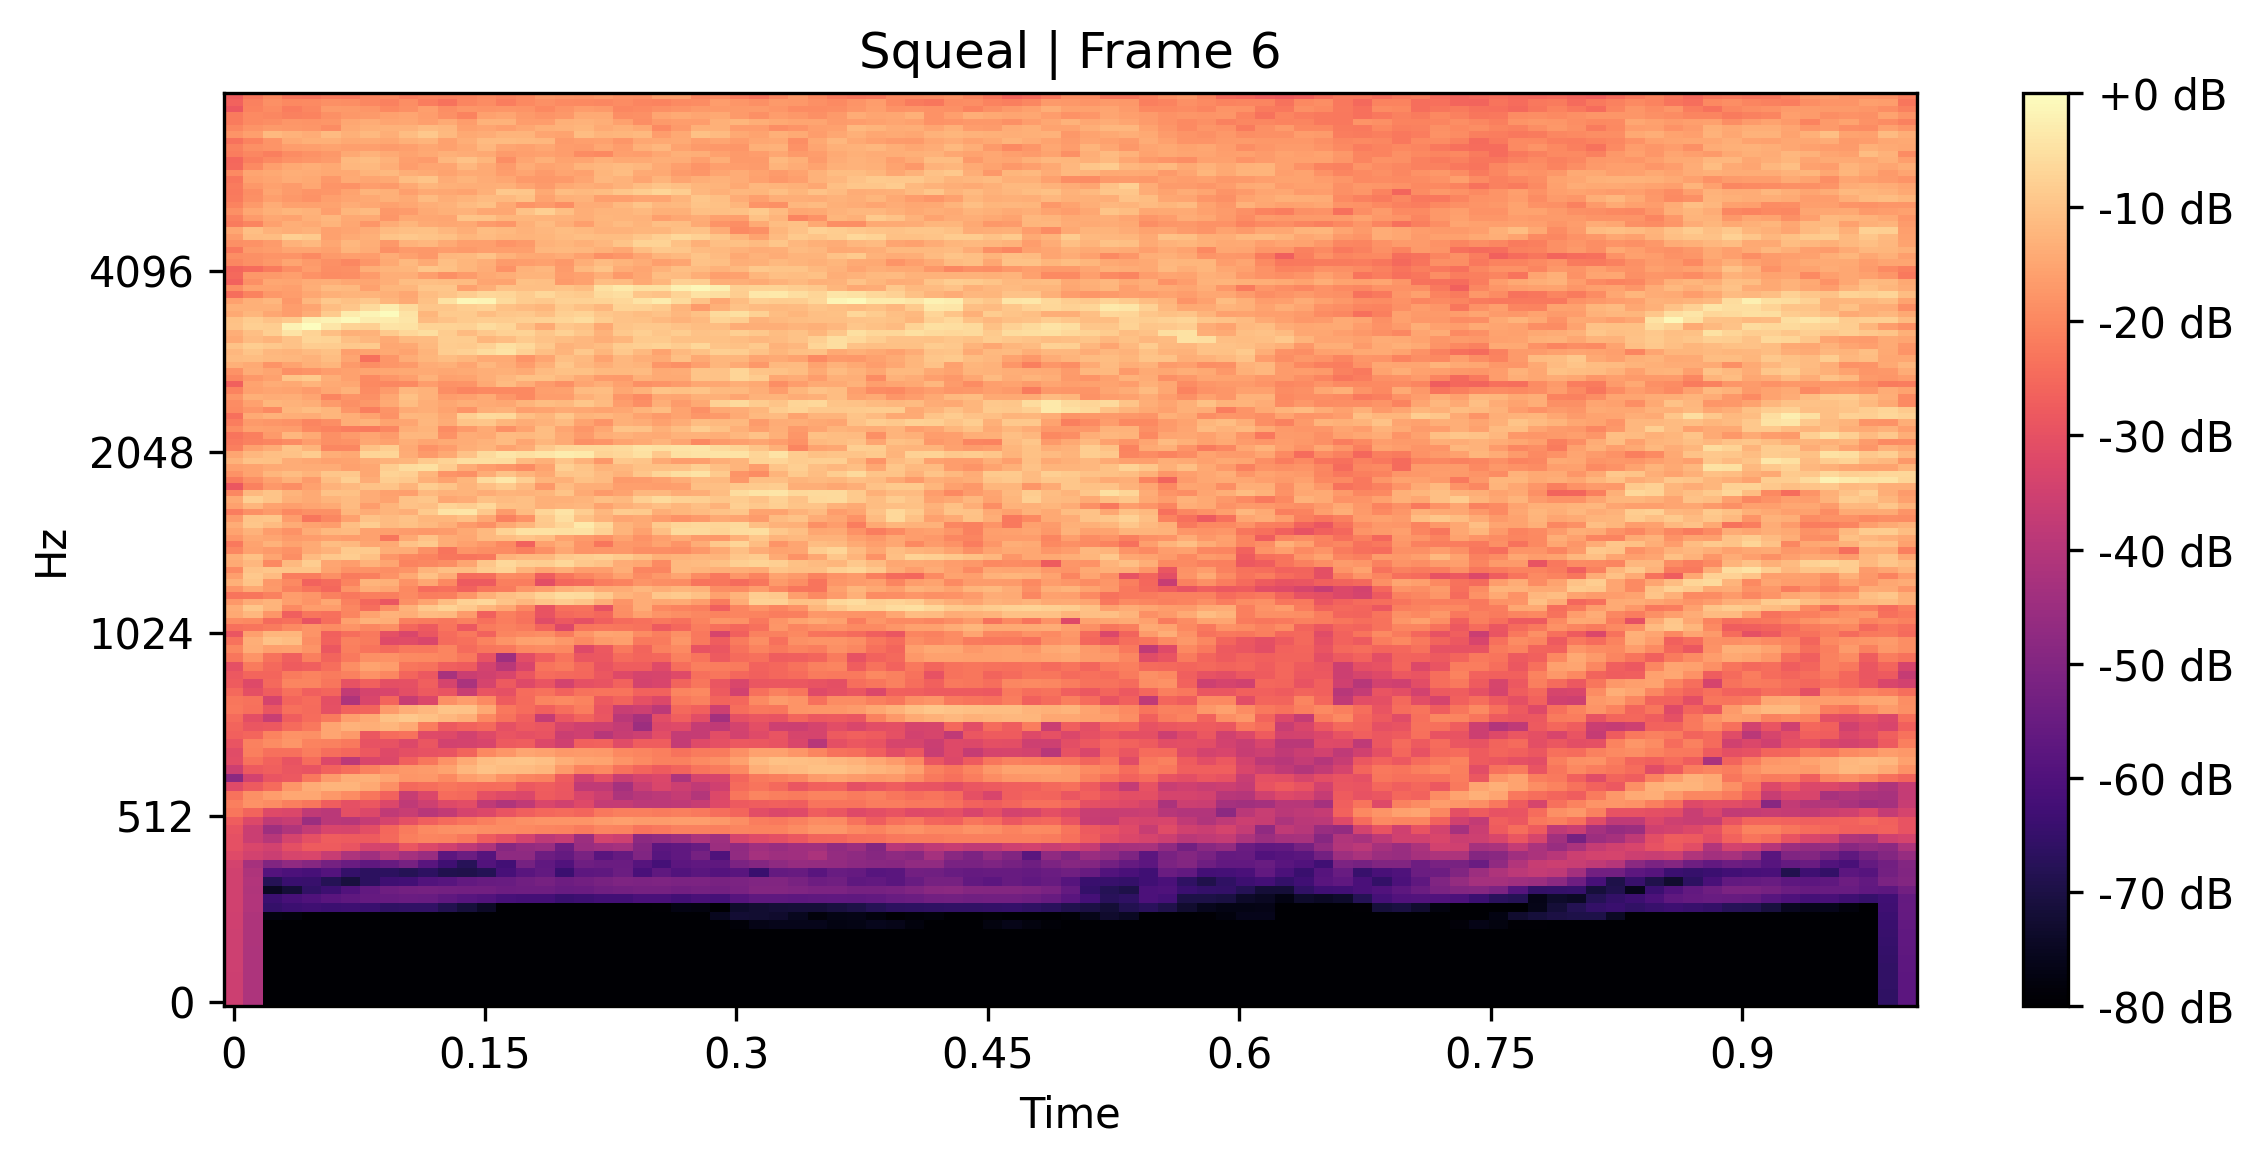 Squeal | Frame 6
+0 dB
-10 dB
-20 dB
-30 dB
-40 dB
-50 dB
-60 dB
-70 dB
-80 dB
Hz
4096
2048
1024
512
0
0 0.15 0.3 0.45 0.6 0.75 0.9
Time